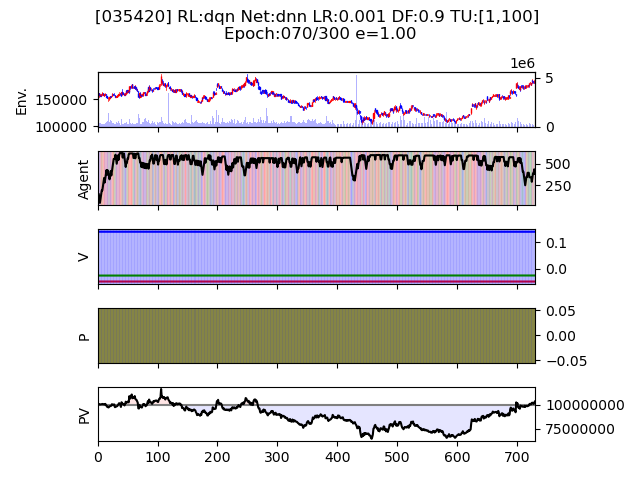 [035420] RL:dqn Net:dnn LR:0.001 DF:0.9 TU:[1,100]
Epoch:070/300 e=1.00
1e6
Env.
150000
100000
5
0
Agent
500
250
V
0.1
0.0
P
0.05
0.00
−0.05
PV
100000000
75000000
0 100 200 300 400 500 600 700